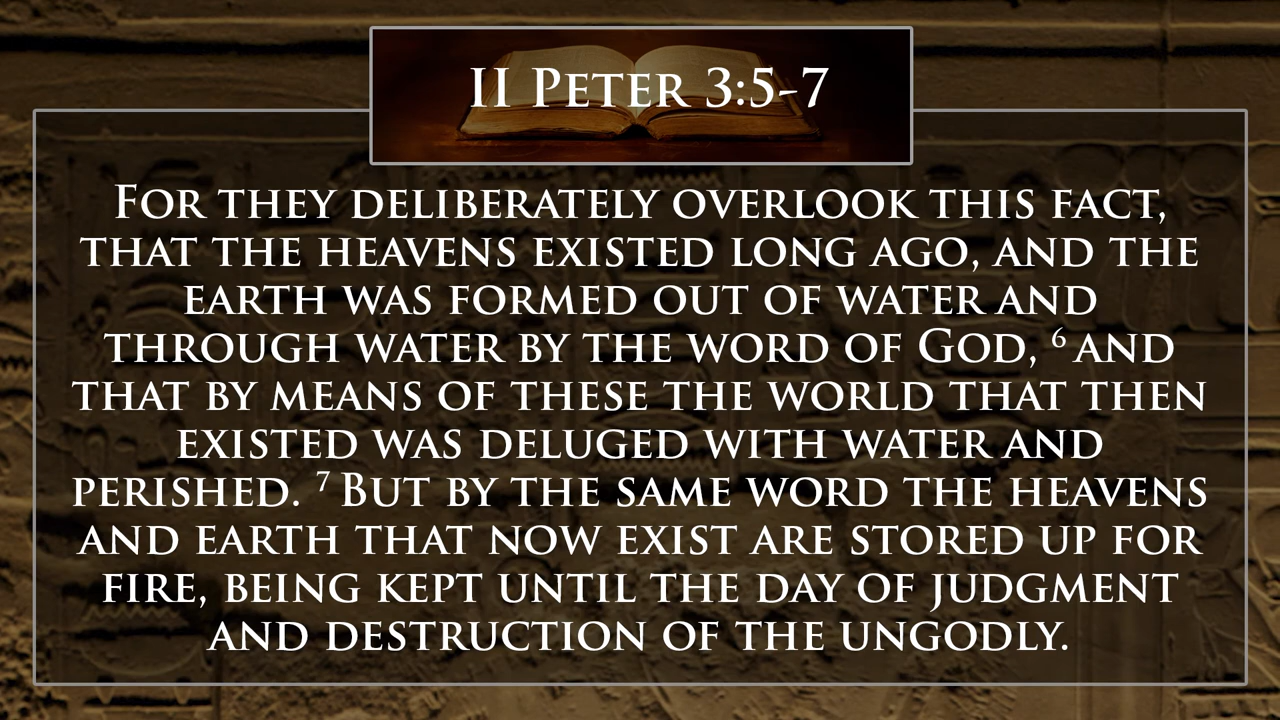 II Peter 3:5-7
For they deliberately overlook this fact,
that the heavens existed long ago, and the
earth was formed out of water and
through water by the word of God, 6 and
that by means of these the world that then
existed was deluged with water and
perished. 7 But by the same word the heavens
and earth that now exist are stored up for
fire, being kept until the day of judgment
and destruction of the ungodly.